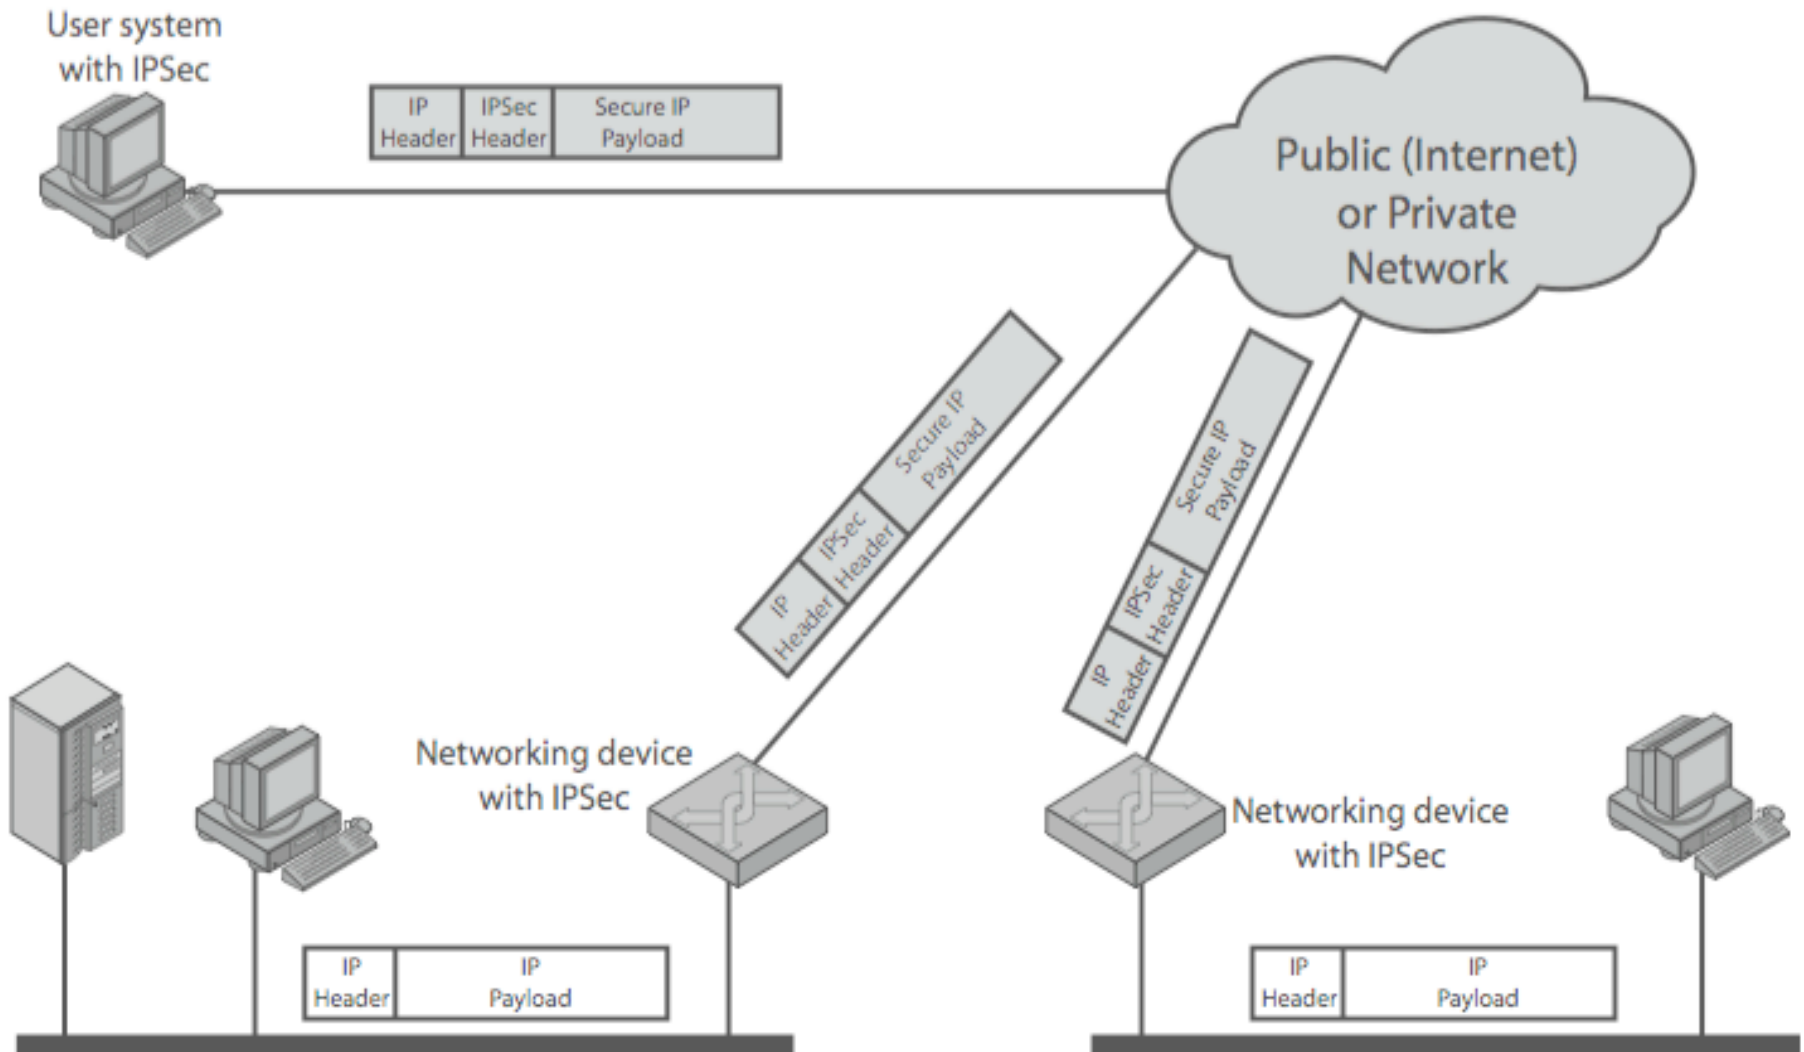 User system
with IPSec
IP
Header
IPSec
Header
Secure IP
Payload
Public (Internet)
or Private
Network
IP
Header
IPSec
Header
Secure IP
Payload
IP
Header
IPSec
Header
Secure IP
Payload
Networking device
with IPSec
Networking device
with IPSec
IP
Header
IP
Payload
IP
Header
IP
Payload